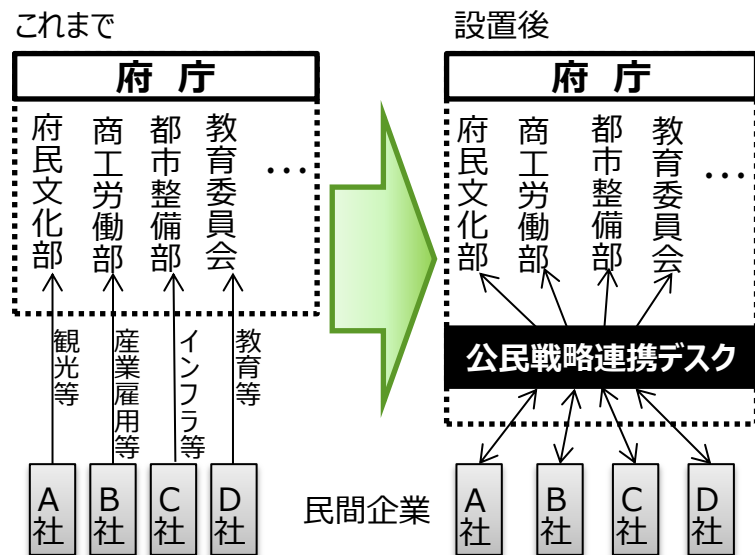 これまで
府 庁
府民文化部
商工労働部
都市整備部
教育委員会
…
観光等
産業雇用等
インフラ等
教育等
A社
B社
C社
D社
民間企業
設置後
府 庁
府民文化部
商工労働部
都市整備部
教育委員会
…
公民戦略連携デスク
A社
B社
C社
D社